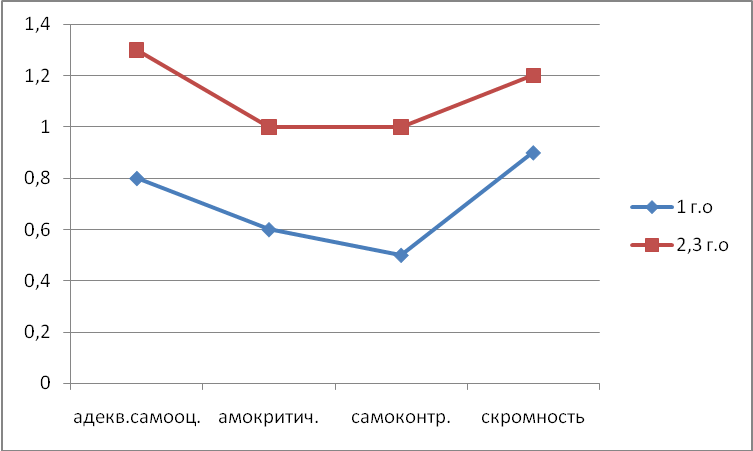 1,4
1,2
1
0,8
0,6
0,4
0,2
0
адекв.самооц. амокритич. самоконтр. скромность
1 г.о
2,3 г.о